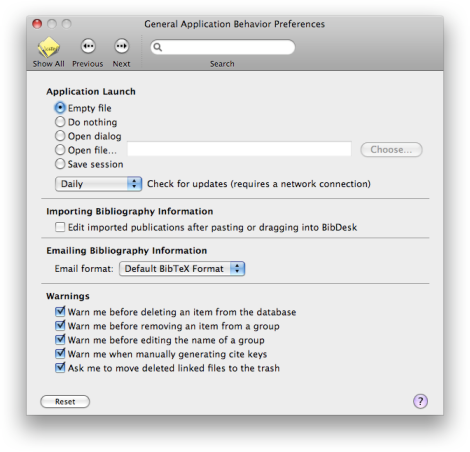 General Application Behavior Preferences
Show All Previous Next Search
Application Launch
Empty file
Do nothing
Open dialog
Open file... Choose...
Save session
Daily Check for updates (requires a network connection)
Importing Bibliography Information
Edit imported publications after pasting or dragging into BibDesk
Emailing Bibliography Information
Email format: Default BibTeX Format
Warnings
Warn me before deleting an item from the database
Warn me before removing an item from a group
Warn me before editing the name of a group
Warn me when manually generating cite keys
Ask me to move deleted linked files to the trash
Reset ?